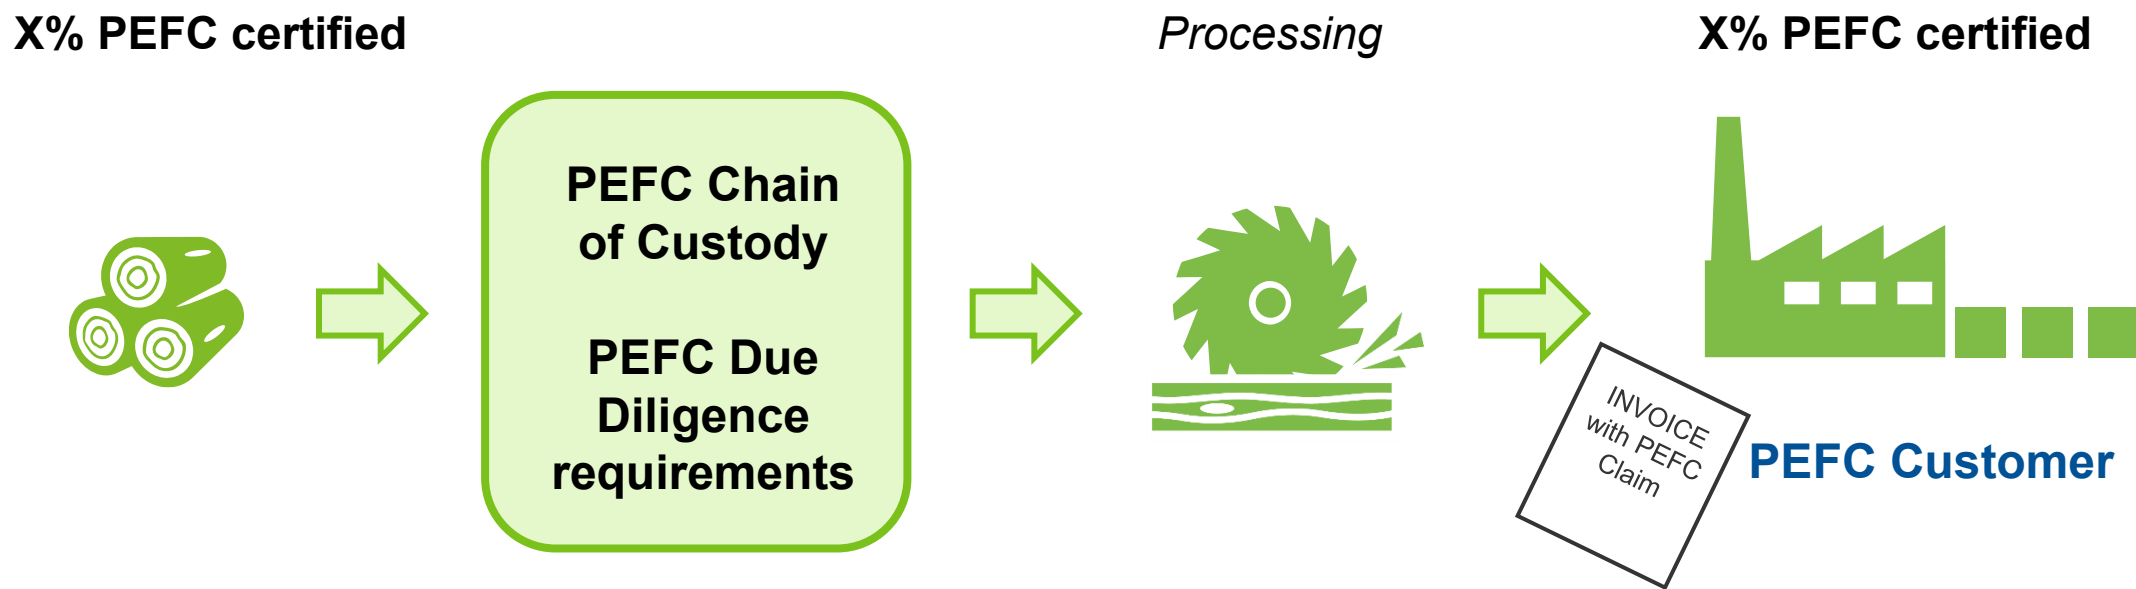 X% PEFC certified
Processing
X% PEFC certified
PEFC Chain
of Custody
PEFC Due
Diligence
requirements
INVOICE
with PEFC
Claim
PEFC Customer